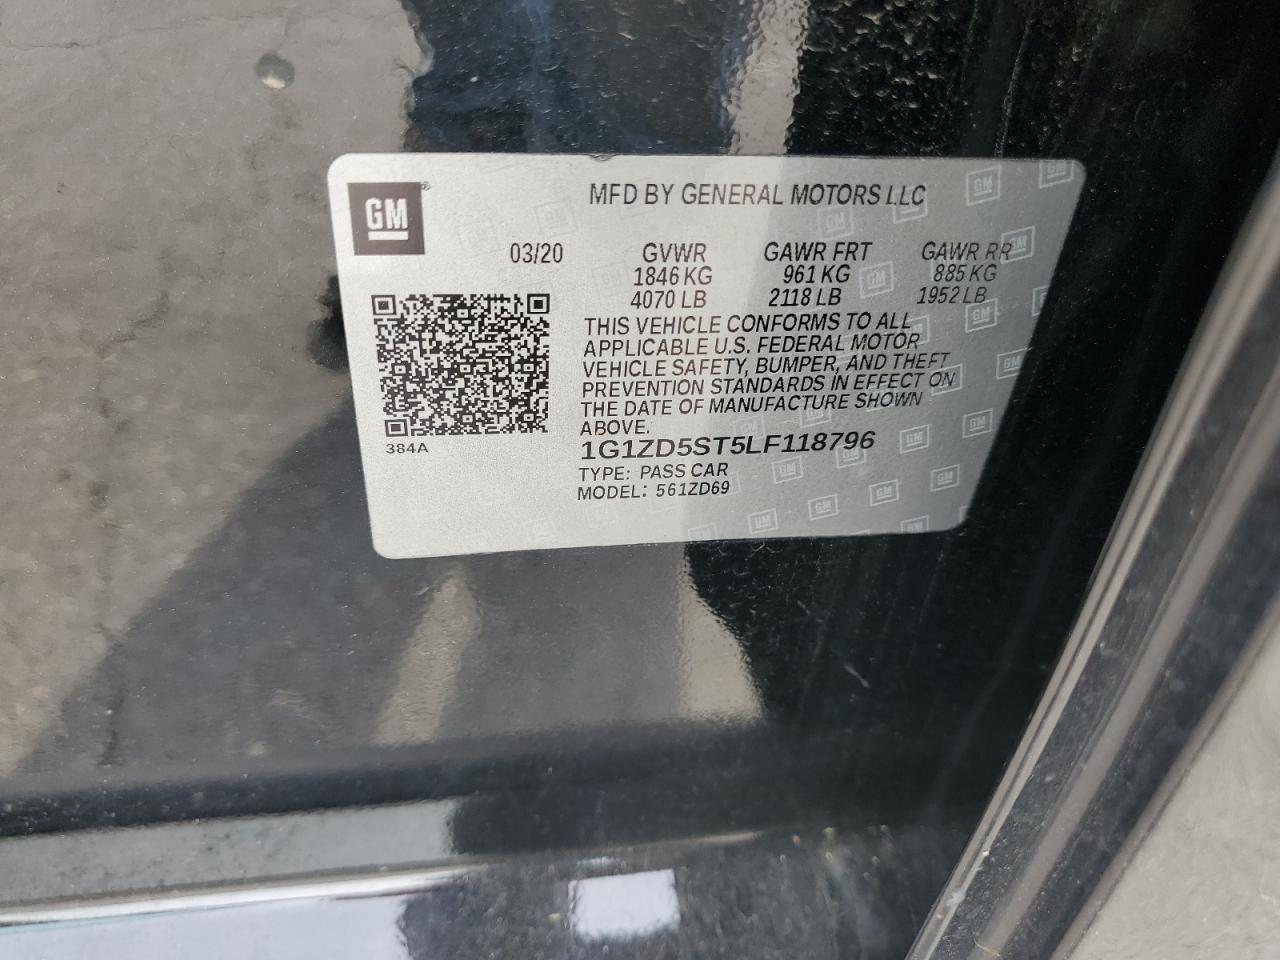 GM
MFD BY GENERAL MOTORS LLC
03/20 GVWR GAWR FRT GAWR RR
1846 KG 961 KG 885 KG
4070 LB 2118 LB 1952 LB
THIS VEHICLE CONFORMS TO ALL
APPLICABLE U.S. FEDERAL MOTOR
VEHICLE SAFETY, BUMPER, AND THEFT
PREVENTION STANDARDS IN EFFECT ON
THE DATE OF MANUFACTURE SHOWN
ABOVE.
384A
1G1ZD5ST5LF118796
TYPE: PASS CAR
MODEL: 561ZD69